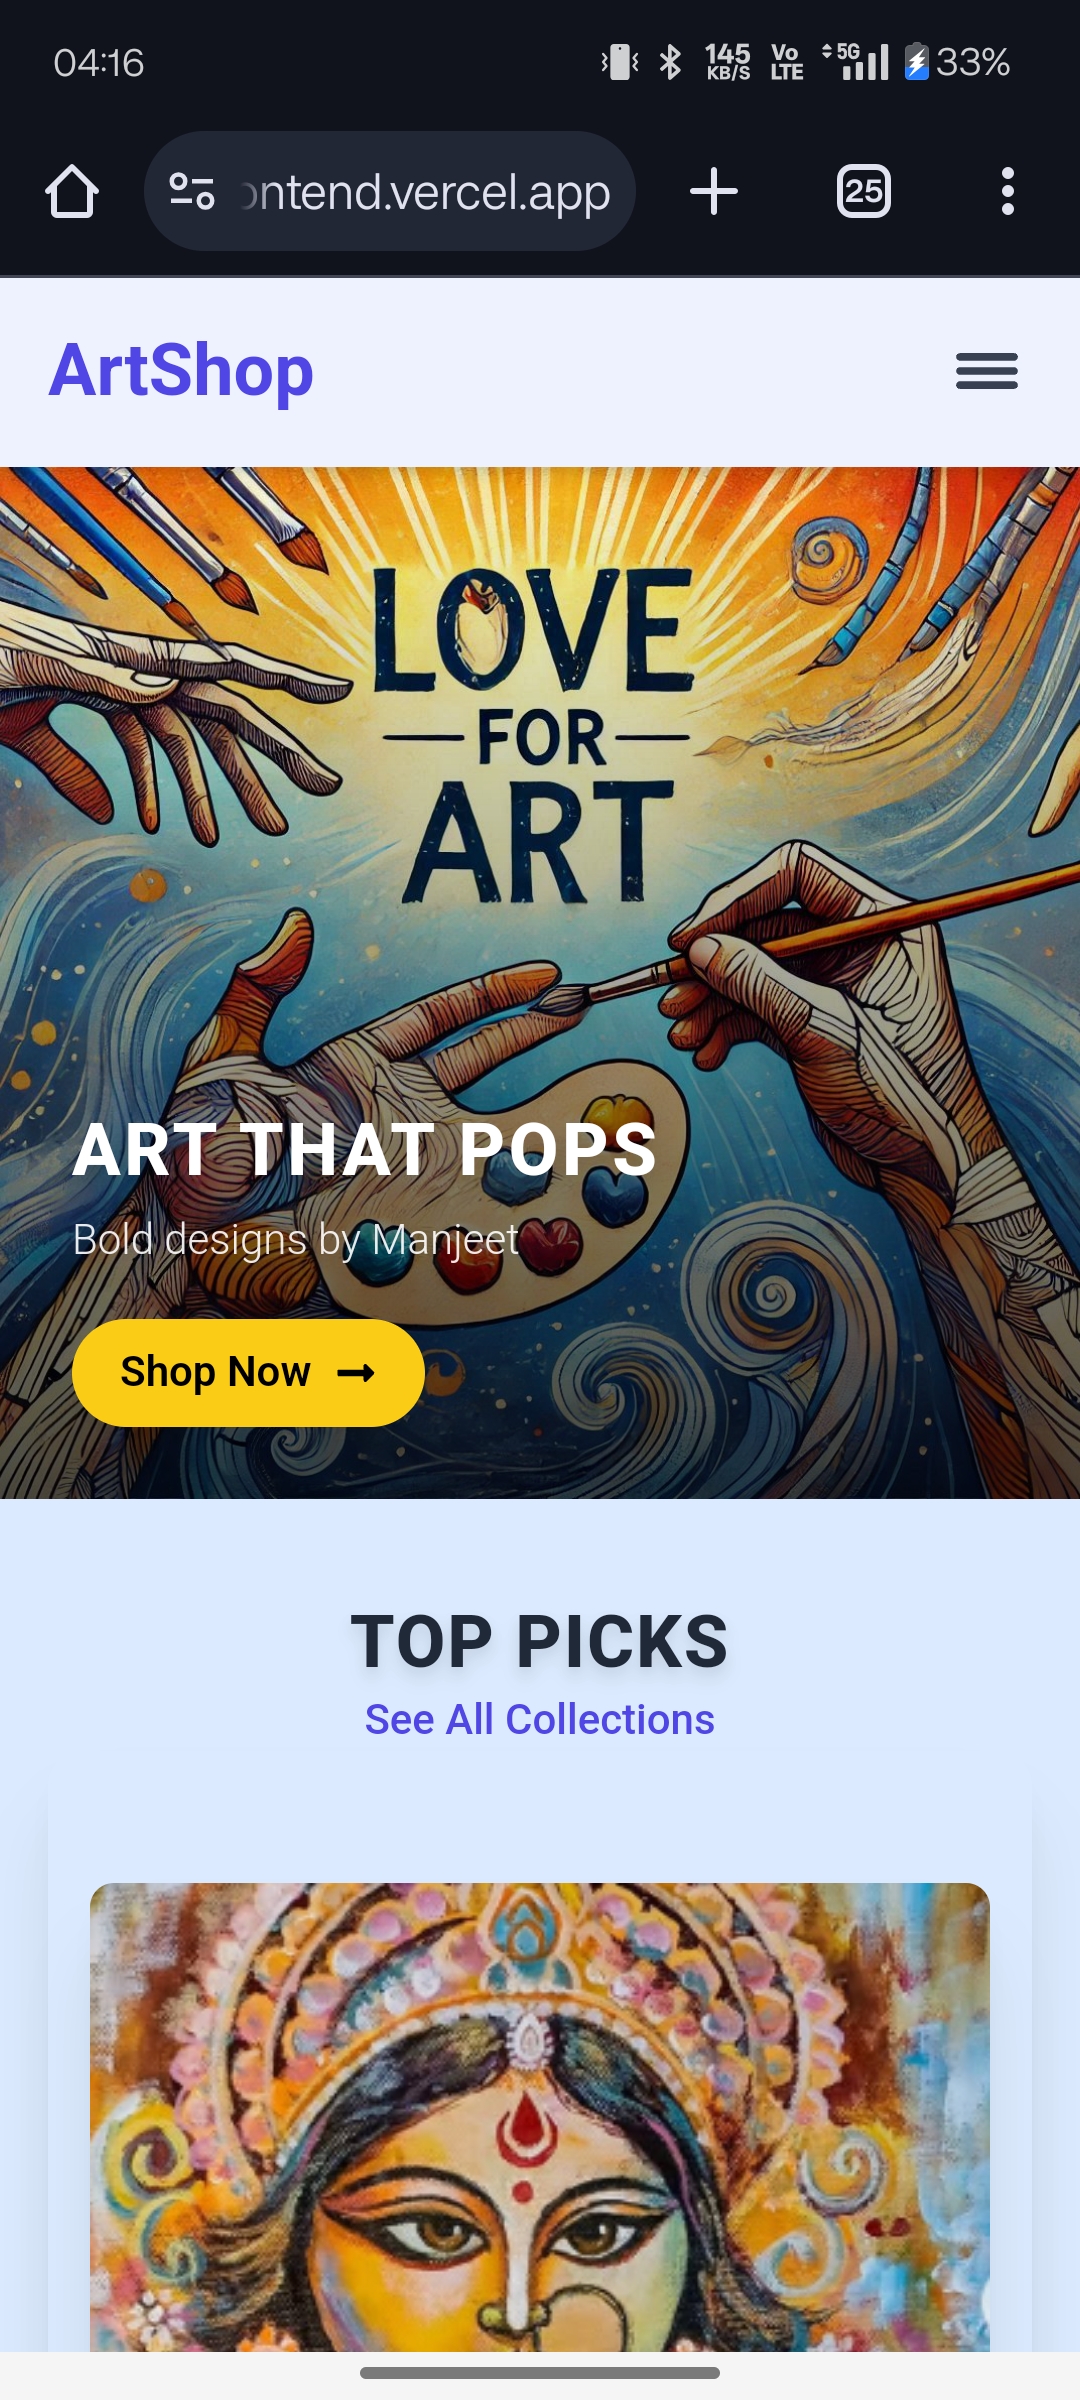 04:16
145
KB/S
Vo
LTE
5G
33%
ntend.vercel.app
25
ArtShop
LOVE
FOR
ART
ART THAT POPS
Bold designs by Manjeet
Shop Now
TOP PICKS
See All Collections